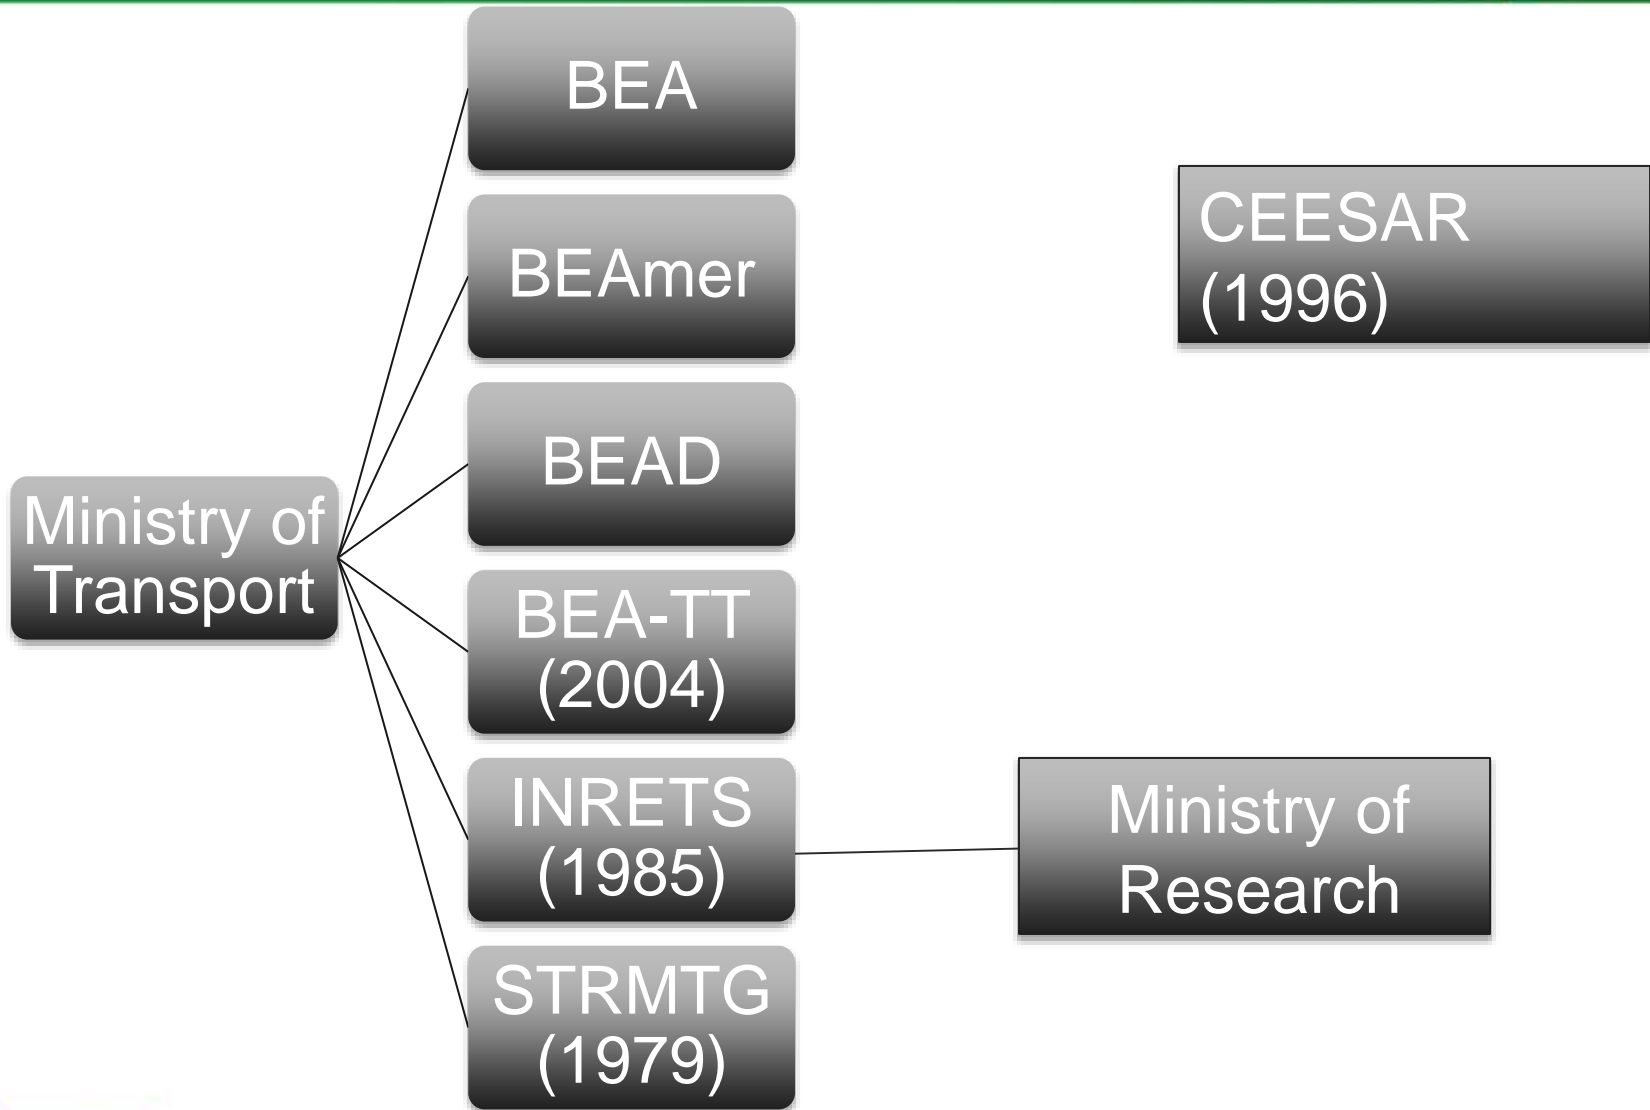 BEA
CEESAR
(1996)
BEAmer
BEAD
Ministry of
Transport
BEA-TT
(2004)
INRETS
(1985)
Ministry of
Research
STRMTG
(1979)